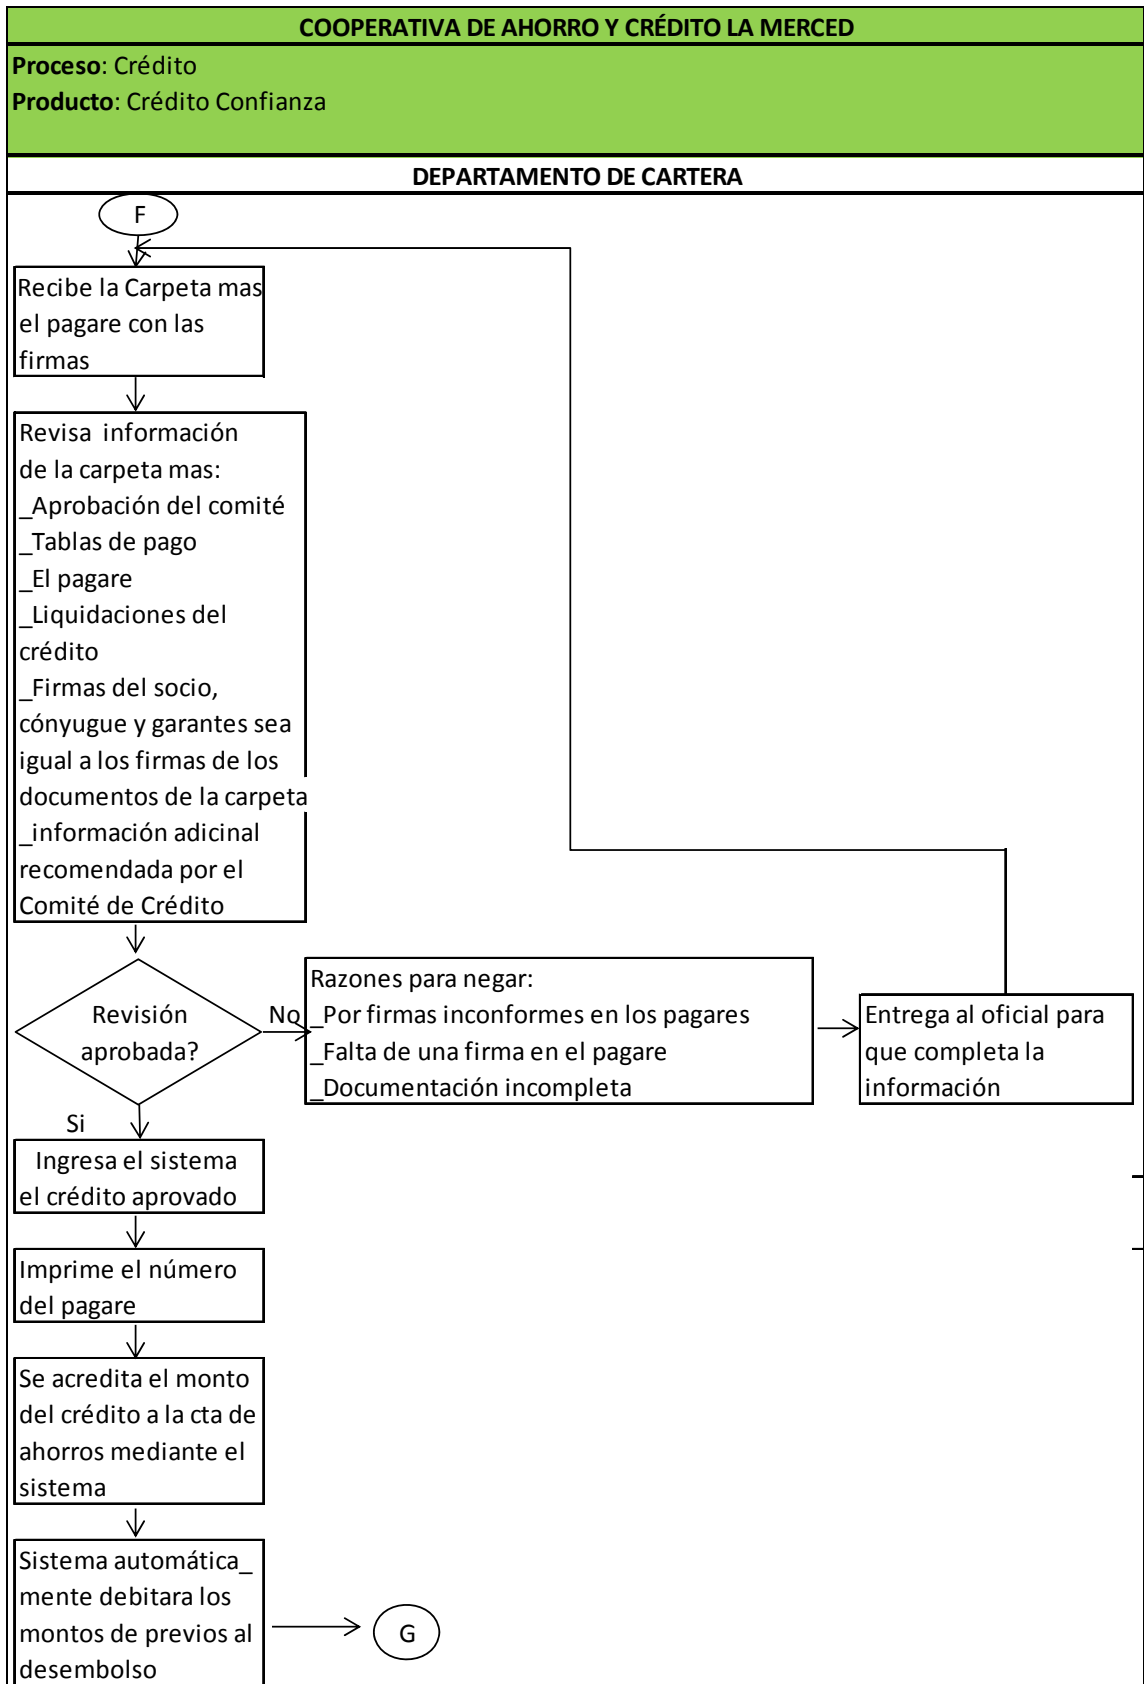 COOPERATIVA DE AHORRO Y CRÉDITO LA MERCED
Proceso: Crédito
Producto: Crédito Confianza
DEPARTAMENTO DE CARTERA
F
Recibe la Carpeta mas
el pagare con las
firmas
Revisa información
de la carpeta mas:
_Aprobación del comité
_Tablas de pago
_El pagare
_Liquidaciones del
crédito
_Firmas del socio,
cónyugue y garantes sea
igual a los firmas de los
documentos de la carpeta
_información adicinal
recomendada por el
Comité de Crédito
Revisión
aprobada?
No
Razones para negar:
_Por firmas inconformes en los pagares
_Falta de una firma en el pagare
_Documentación incompleta
Entrega al oficial para
que completa la
información
Si
Ingresa el sistema
el crédito aprovado
Imprime el número
del pagare
Se acredita el monto
del crédito a la cta de
ahorros mediante el
sistema
Sistema automática_
mente debitara los
montos de previos al
desembolso
G